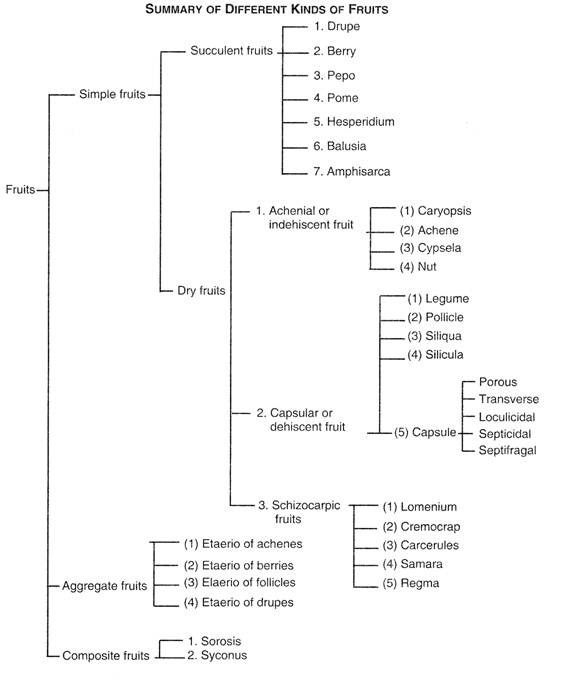 SUMMARY OF DIFFERENT KINDS OF FRUITS
Fruits
Simple fruits
Succulent fruits
1. Drupe
2. Berry
3. Pepo
4. Pome
5. Hesperidium
6. Balusia
7. Amphisarca
Dry fruits
1. Achenial or
indehiscent fruit
(1) Caryopsis
(2) Achene
(3) Cypsela
(4) Nut
2. Capsular or
dehiscent fruit
(1) Legume
(2) Pollicle
(3) Siliqua
(4) Silicula
(5) Capsule
Porous
Transverse
Loculicidal
Septicidal
Septifragal
3. Schizocarpic
fruits
(1) Lomenium
(2) Cremocrap
(3) Carcerules
(4) Samara
(5) Regma
Aggregate fruits
(1) Etaerio of achenes
(2) Etaerio of berries
(3) Elaerio of follicles
(4) Etaerio of drupes
Composite fruits
1. Sorosis
2. Syconus